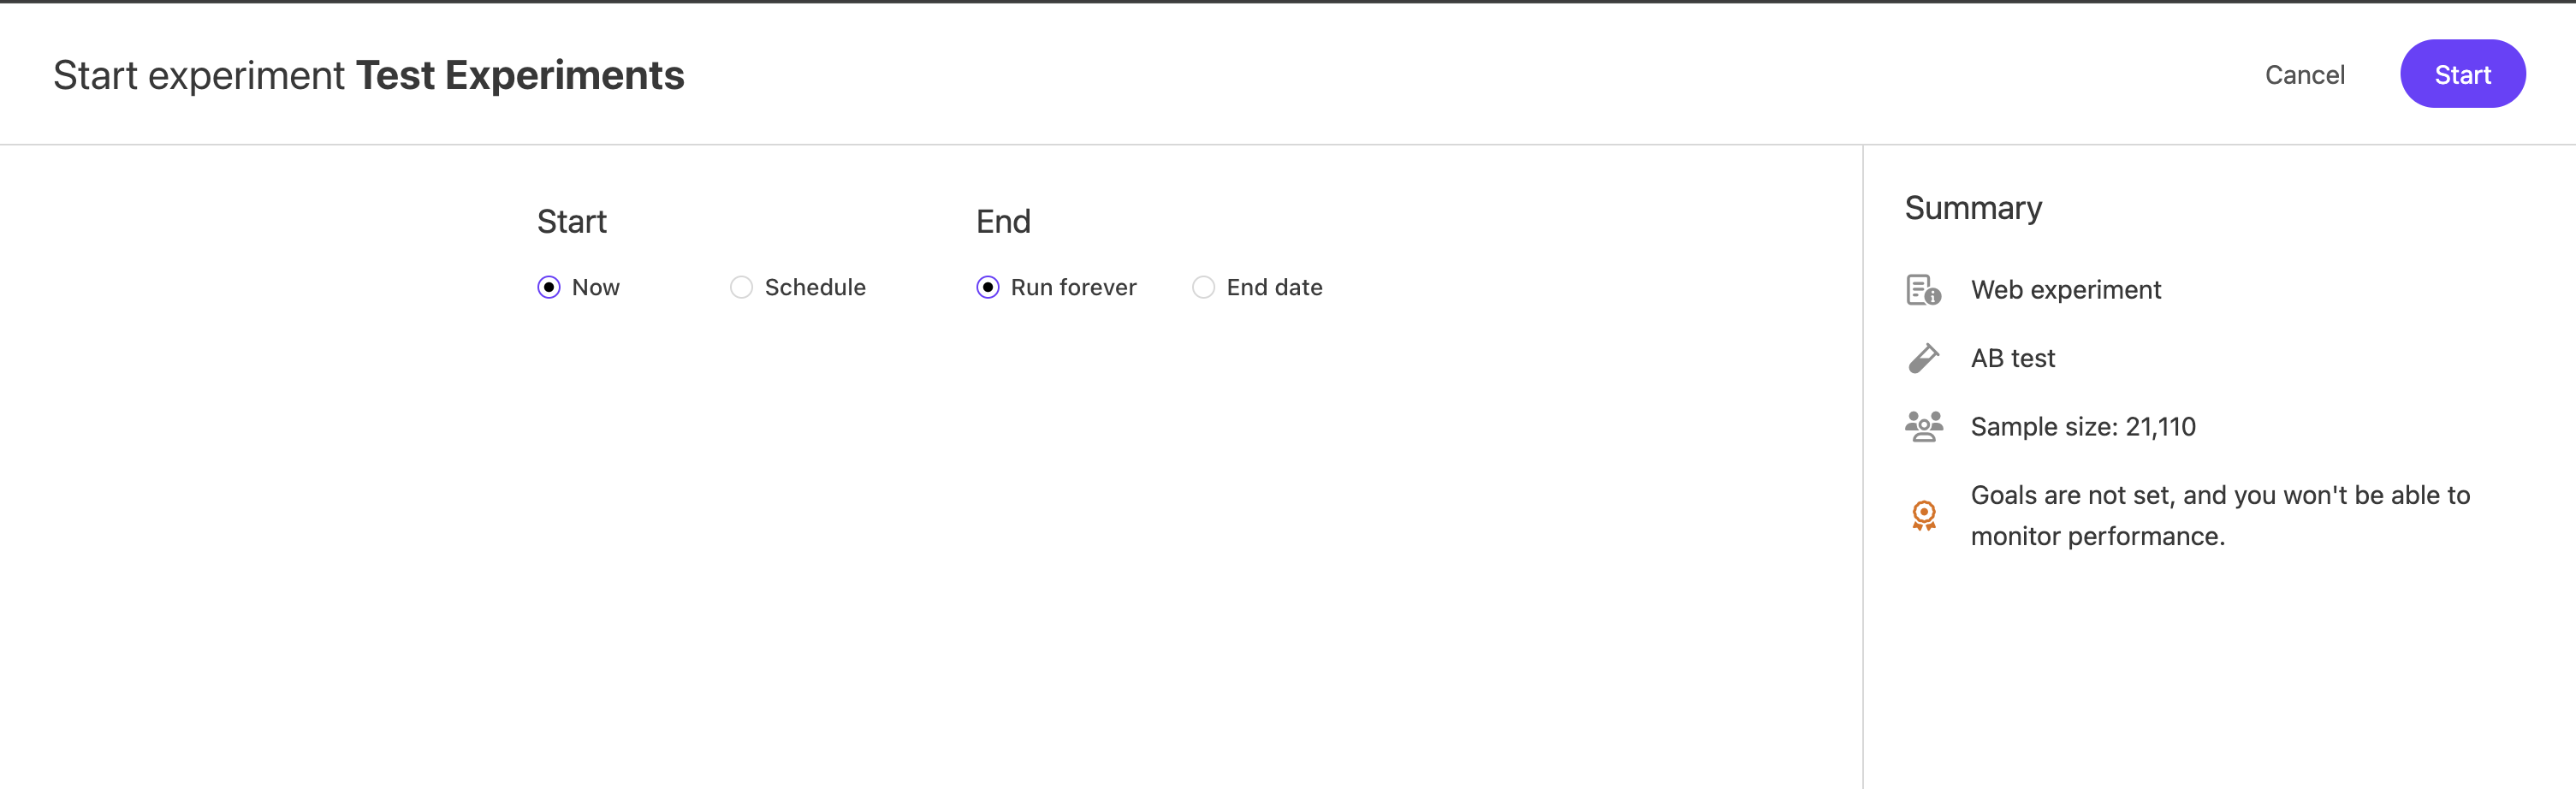 Start experiment Test Experiments
Cancel
Start
Start
Now
Schedule
End
Run forever
End date
Summary
Web experiment
AB test
Sample size: 21,110
Goals are not set, and you won't be able to
monitor performance.